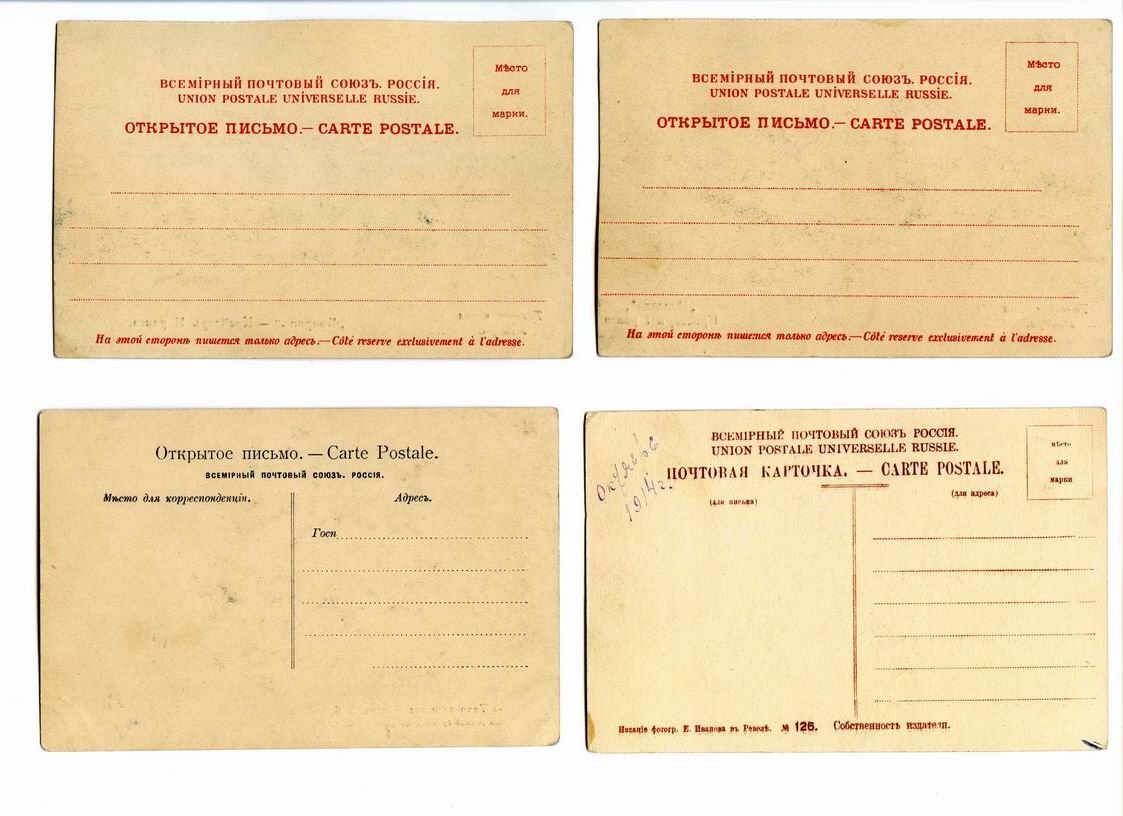 ВСЕМІРНЫЙ ПОЧТОВЫЙ СОЮЗЪ. РОССІЯ.
UNION POSTALE UNIVERSELLE RUSSIE.
ОТКРЫТОЕ ПИСЬМО.— CARTE POSTALE.
Мѣсто
для
марки.
На этой сторонѣ пишется только адресъ.—Côté reserve exclusivement à l'adresse.
ВСЕМІРНЫЙ ПОЧТОВЫЙ СОЮЗЪ. РОССІЯ.
UNION POSTALE UNIVERSELLE RUSSIE.
ОТКРЫТОЕ ПИСЬМО.— CARTE POSTALE.
Мѣсто
для
марки.
На этой сторонѣ пишется только адресъ.—Côté reserve exclusivement à l'adresse.
Открытое письмо. — Carte Postale.
ВСЕМІРНЫЙ ПОЧТОВЫЙ СОЮЗЪ. РОССІЯ.
Мѣсто для корреспонденціи.
Адресъ.
Госп.
ВСЕМІРНЫЙ ПОЧТОВЫЙ СОЮЗЪ РОССІЯ.
UNION POSTALE UNIVERSELLE RUSSIE.
ПОЧТОВАЯ КАРТОЧКА. — CARTE POSTALE.
(для письма)
(для адреса)
мѣсто
для
марки
1914 г.
Изданіе фотогр. Е. Иванова въ Ревелѣ. № 126. Собственность издателя.